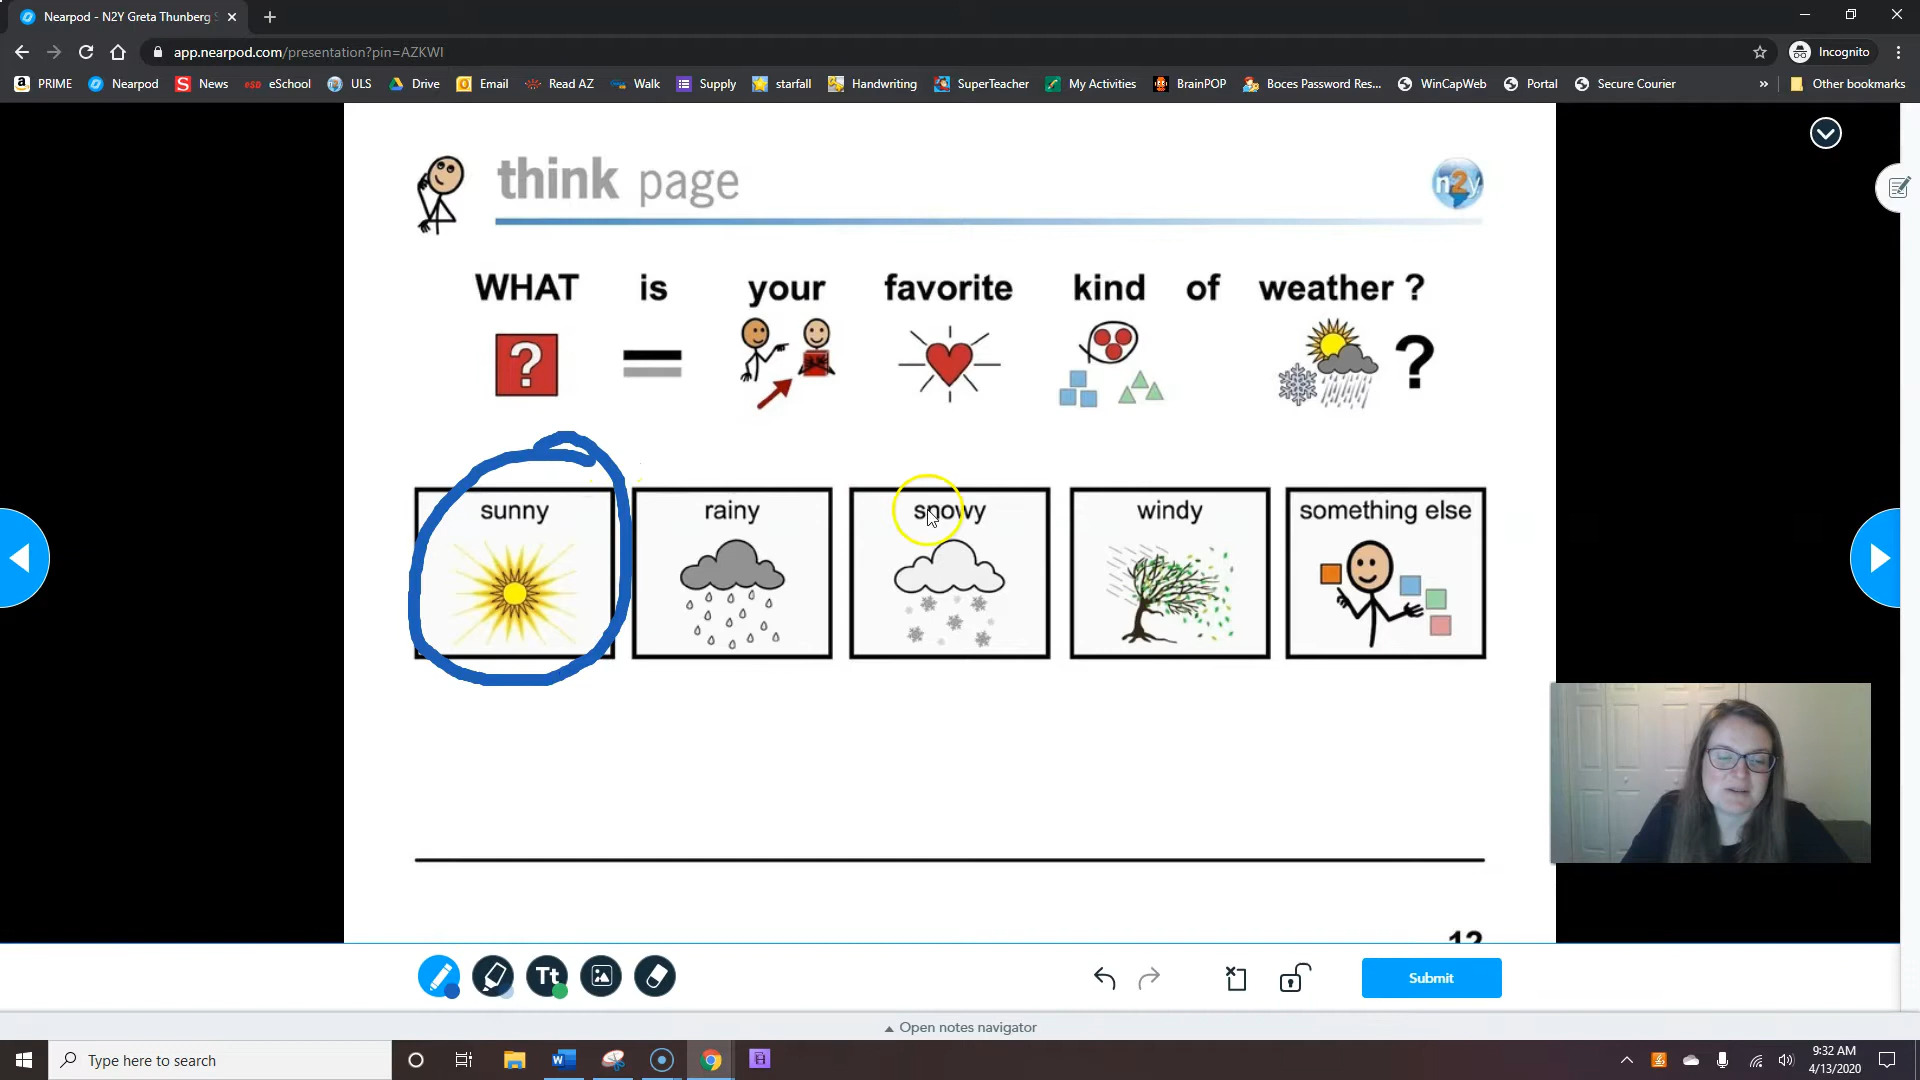 Nearpod - N2Y Greta Thunberg S
app.nearpod.com/presentation?pin=AZKWI
Incognito
PRIME Nearpod News esd eSchool ULS Drive Email Read AZ Walk Supply starfall Handwriting SuperTeacher My Activities BrainPOP Boces Password Res... WinCapWeb Portal Secure Courier » Other bookmarks
think page
n2y
WHAT is your favorite kind of weather ?
? = ?
sunny rainy snowy windy something else
12
Tt
Submit
Open notes navigator
Type here to search
9:32 AM
4/13/2020